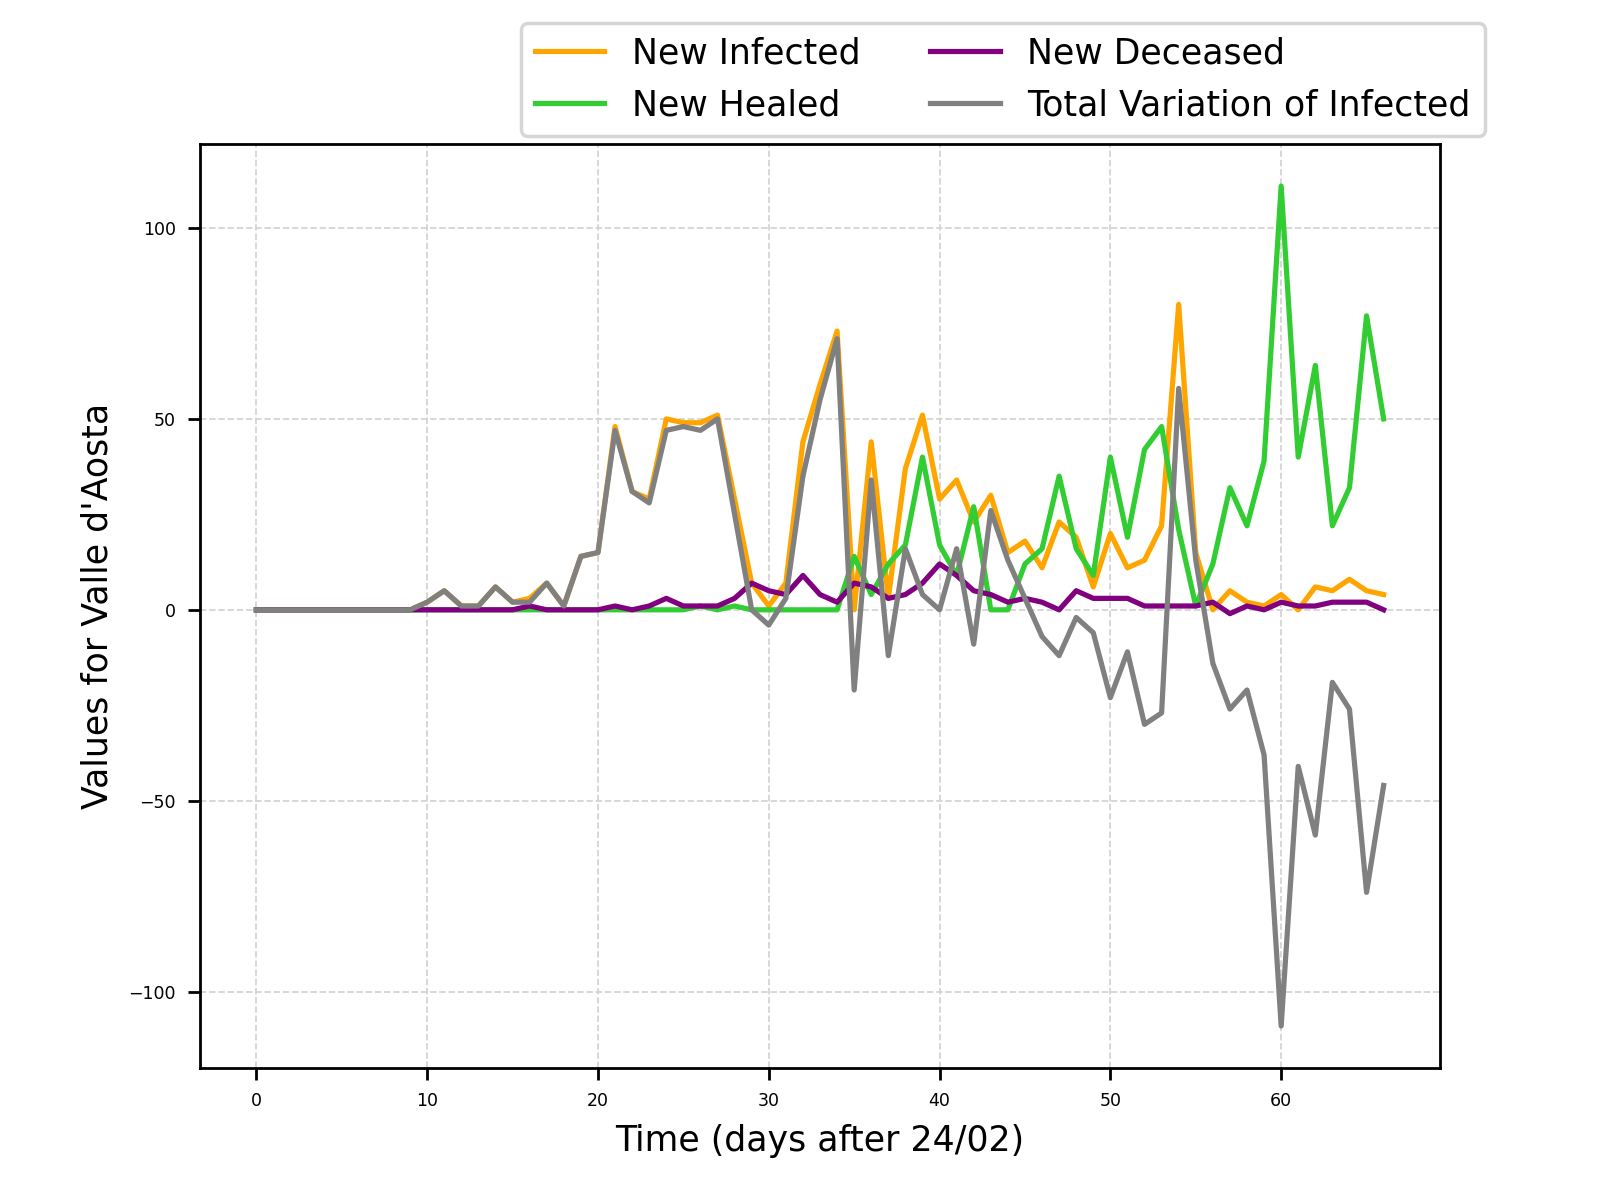 New Infected
New Healed
New Deceased
Total Variation of Infected
Values for Valle d'Aosta
100
50
0
−50
−100
0 10 20 30 40 50 60
Time (days after 24/02)